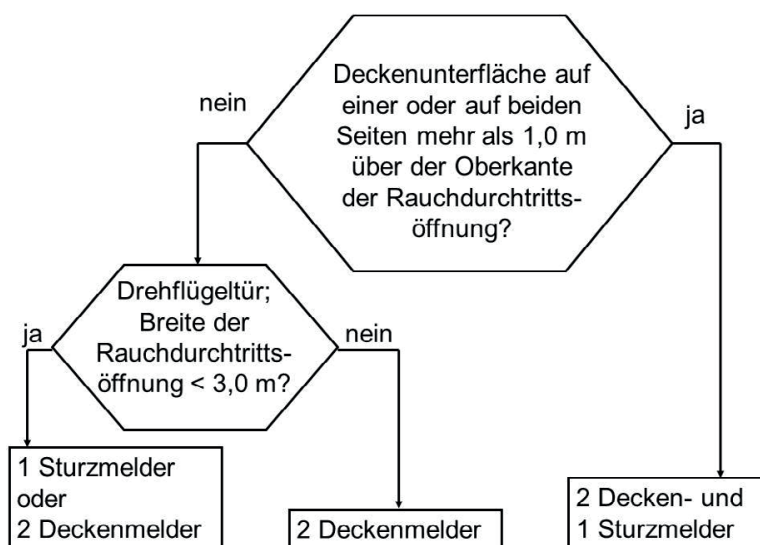 Deckenunterfläche auf
einer oder auf beiden
Seiten mehr als 1,0 m
über der Oberkante
der Rauchdurchtritts-
öffnung?
nein
ja
Drehflügeltür;
Breite der
Rauchdurchtritts-
öffnung < 3,0 m?
ja
nein
1 Sturzmelder
oder
2 Deckenmelder
2 Deckenmelder
2 Decken- und
1 Sturzmelder